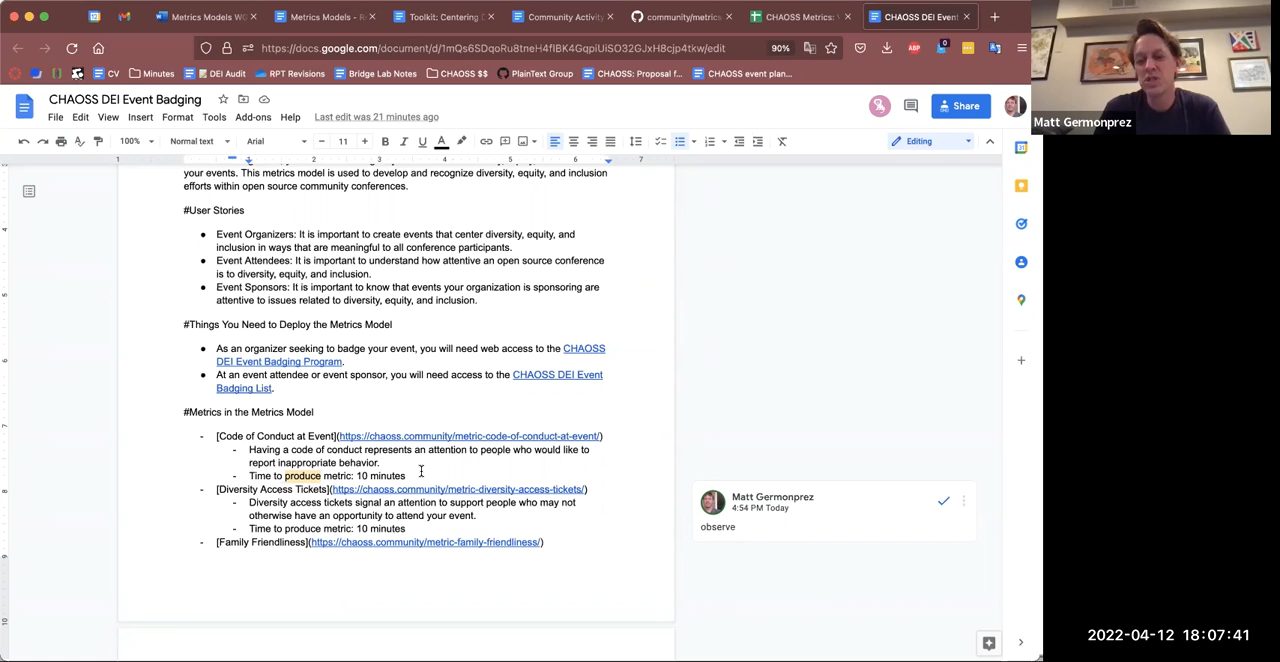 Metrics Models WO
Metrics Models - R
Toolkit: Centering D
Community Activity
community/metrics
CHAOSS Metrics: V
CHAOSS DEI Event
https://docs.google.com/document/d/1mQs6SDqoRu8tneH4fIBK4GqpiUiSO32GJxH8cjp4tkw/edit
90%
ABP
0
CV
Minutes
DEI Audit
RPT Revisions
Bridge Lab Notes
CHAOSS $$
PlainText Group
CHAOSS: Proposal f...
CHAOSS event plan...
CHAOSS DEI Event Badging
File Edit View Insert Format Tools Add-ons Help Last edit was 21 minutes ago
Share
100% Normal text Arial 11 B I U A
Editing
1 2 3 4 5 6 7
your events. This metrics model is used to develop and recognize diversity, equity, and inclusion
efforts within open source community conferences.
#User Stories
● Event Organizers: It is important to create events that center diversity, equity, and
inclusion in ways that are meaningful to all conference participants.
● Event Attendees: It is important to understand how attentive an open source conference
is to diversity, equity, and inclusion.
● Event Sponsors: It is important to know that events your organization is sponsoring are
attentive to issues related to diversity, equity, and inclusion.
#Things You Need to Deploy the Metrics Model
● As an organizer seeking to badge your event, you will need web access to the CHAOSS
DEI Event Badging Program.
● At an event attendee or event sponsor, you will need access to the CHAOSS DEI Event
Badging List.
#Metrics in the Metrics Model
- [Code of Conduct at Event](https://chaoss.community/metric-code-of-conduct-at-event/)
- Having a code of conduct represents an attention to people who would like to
report inappropriate behavior.
- Time to produce metric: 10 minutes
- [Diversity Access Tickets](https://chaoss.community/metric-diversity-access-tickets/)
- Diversity access tickets signal an attention to support people who may not
otherwise have an opportunity to attend your event.
- Time to produce metric: 10 minutes
- [Family Friendliness](https://chaoss.community/metric-family-friendliness/)
Matt Germonprez
4:54 PM Today
observe
Matt Germonprez
2022-04-12 18:07:41